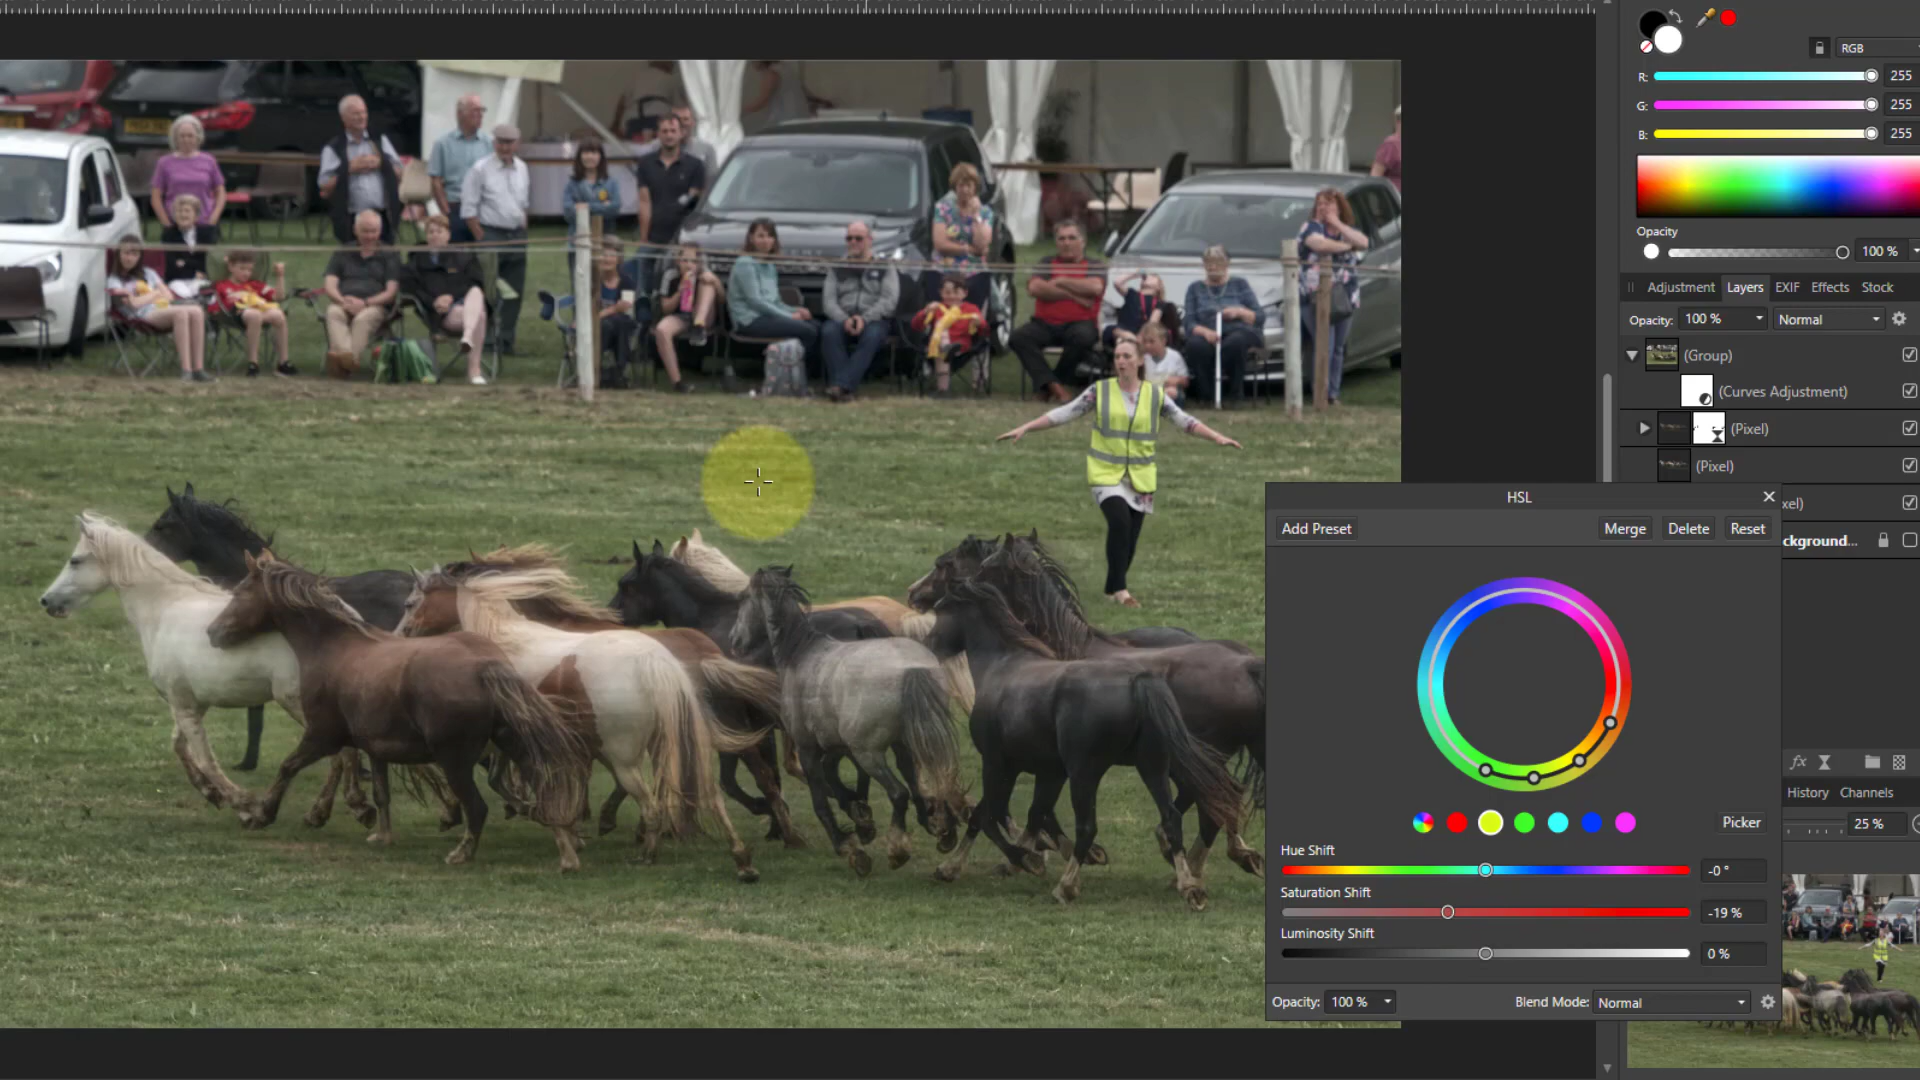 RGB
R: 255
G: 255
B: 255
Opacity
100 %
Adjustment Layers EXIF Effects Stock
Opacity: 100 % Normal
(Group)
(Curves Adjustment)
(Pixel)
(Pixel)
xel)
ckground...
HSL
Add Preset Merge Delete Reset
Picker
Hue Shift
-0 °
Saturation Shift
-19 %
Luminosity Shift
0 %
Opacity: 100 % Blend Mode: Normal
fx
History Channels
25 %